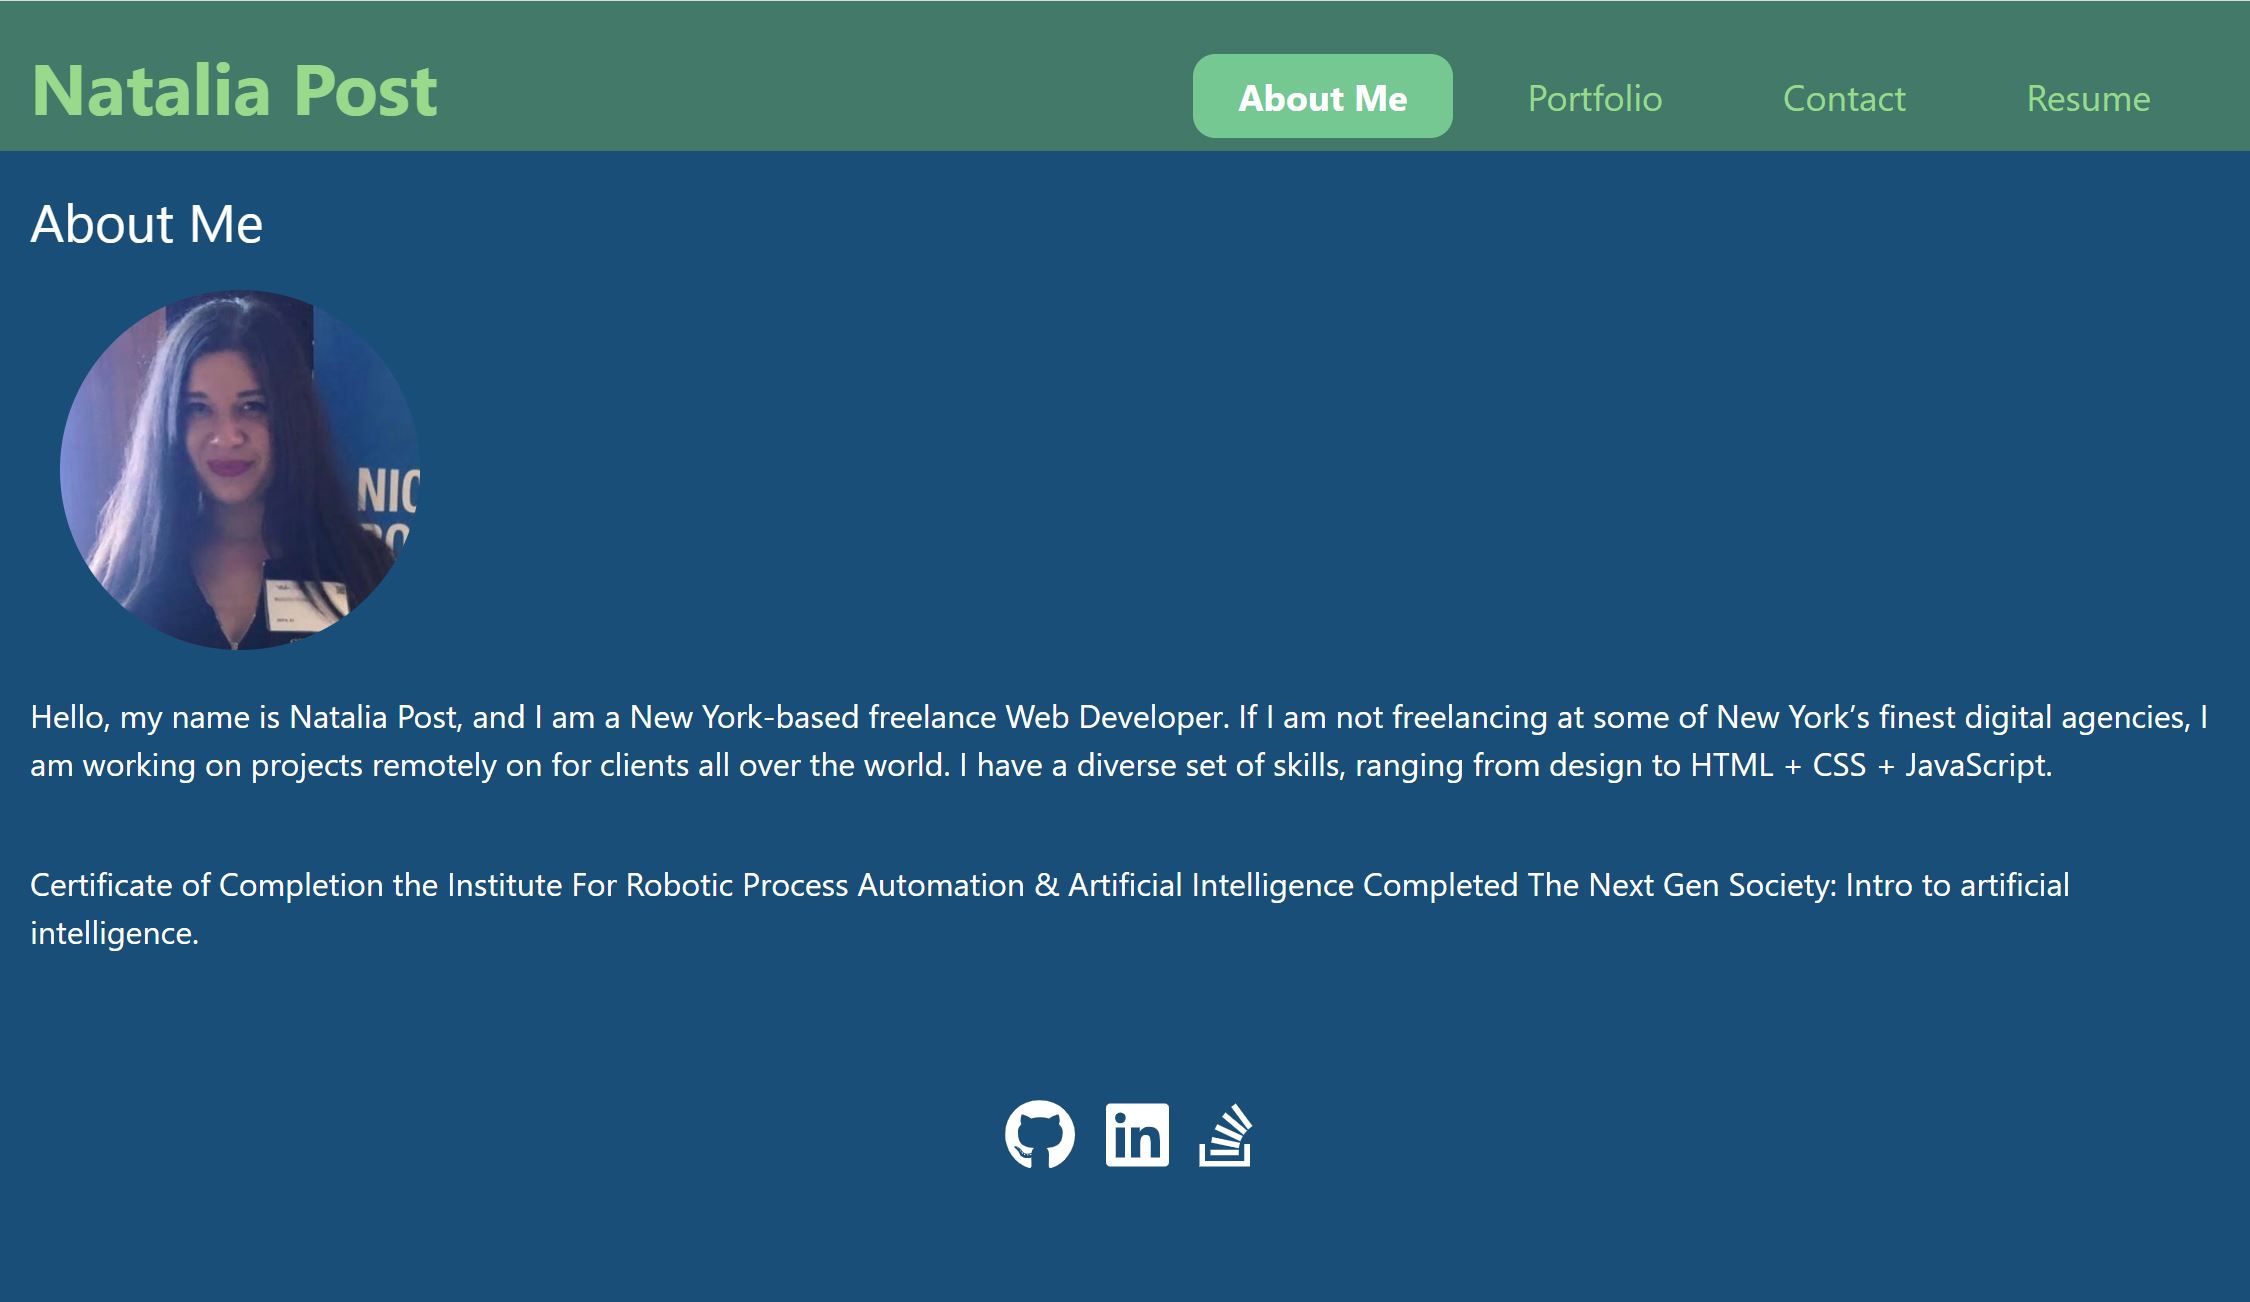 Natalia Post
About Me
Portfolio
Contact
Resume
About Me
NIC
Hello, my name is Natalia Post, and I am a New York-based freelance Web Developer. If I am not freelancing at some of New York’s finest digital agencies, I
am working on projects remotely on for clients all over the world. I have a diverse set of skills, ranging from design to HTML + CSS + JavaScript.
Certificate of Completion the Institute For Robotic Process Automation & Artificial Intelligence Completed The Next Gen Society: Intro to artificial
intelligence.
in